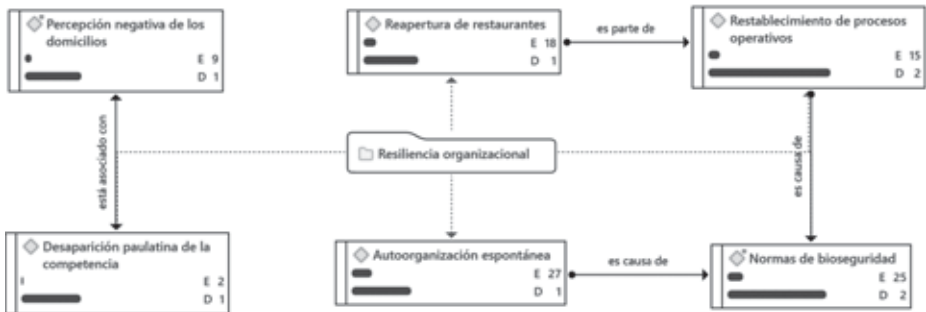 Percepción negativa de los
domicilios
E 9
D 1
Reapertura de restaurantes
E 18
D 1
es parte de
Restablecimiento de procesos
operativos
E 15
D 2
está asociado con
Resiliencia organizacional
es causa de
Desaparición paulatina de la
competencia
E 2
D 1
Autoorganización espontánea
E 27
D 1
es causa de
Normas de bioseguridad
E 25
D 2